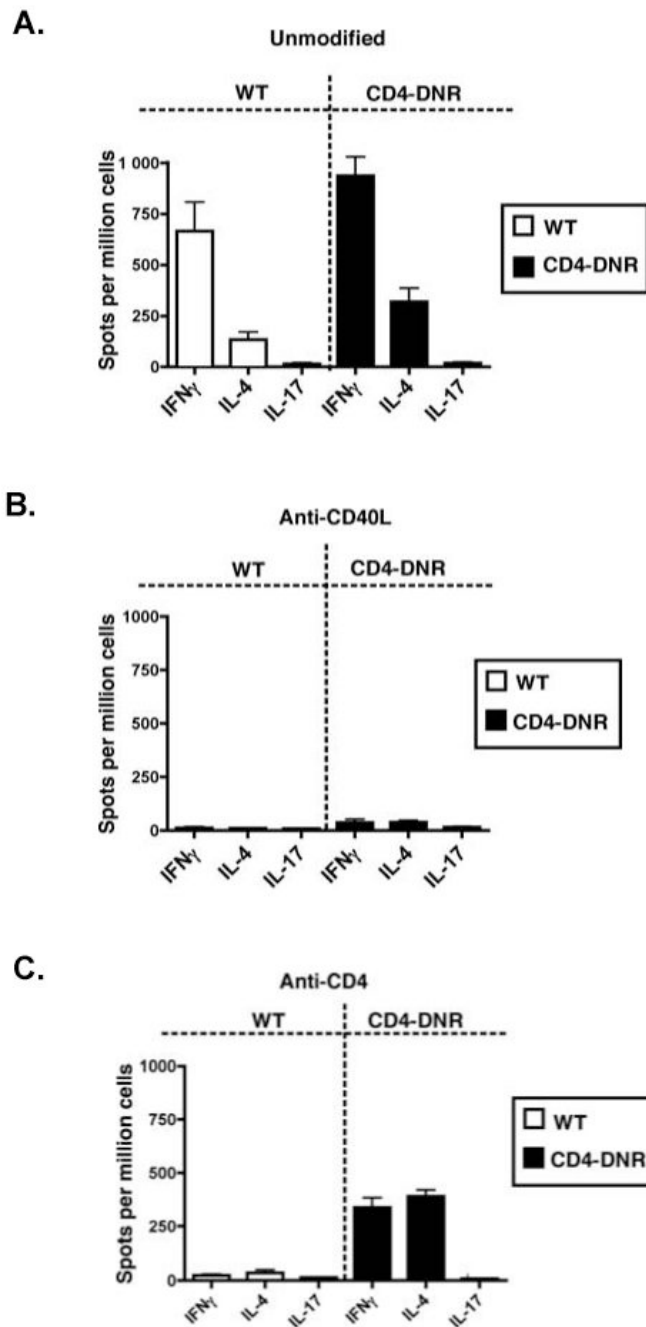 A.
Unmodified
WT CD4-DNR
Spots per million cells
1 000
750
500
250
0
IFNγ IL-4 IL-17 IFNγ IL-4 IL-17
WT
CD4-DNR
B.
Anti-CD40L
WT CD4-DNR
Spots per million cells
1000
750
500
250
0
IFNγ IL-4 IL-17 IFNγ IL-4 IL-17
WT
CD4-DNR
C.
Anti-CD4
WT CD4-DNR
Spots per million cells
1000
750
500
250
0
IFNγ IL-4 IL-17 IFNγ IL-4 IL-17
WT
CD4-DNR